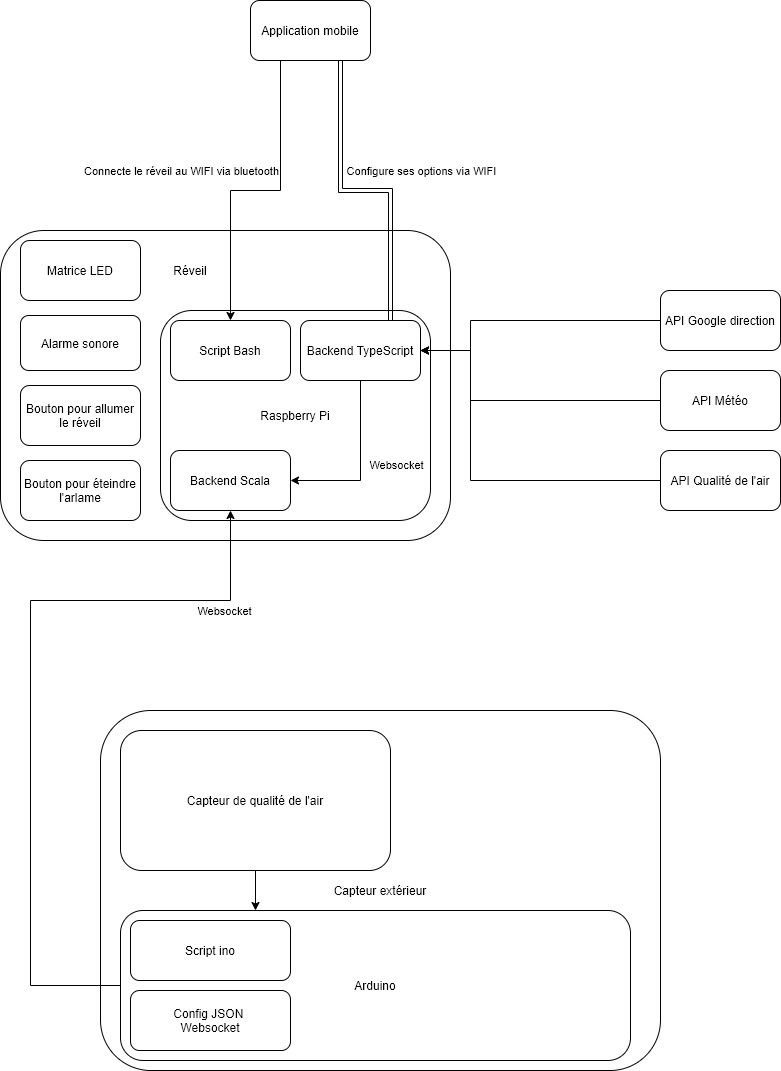 Application mobile
Connecte le réveil au WIFI via bluetooth
Configure ses options via WIFI
Matrice LED
Réveil
Alarme sonore
Script Bash
Backend TypeScript
API Google direction
API Météo
Bouton pour allumer
le réveil
Raspberry Pi
Bouton pour éteindre
l'arlame
Backend Scala
Websocket
API Qualité de l'air
Websocket
Capteur de qualité de l'air
Capteur extérieur
Script ino
Arduino
Config JSON
Websocket